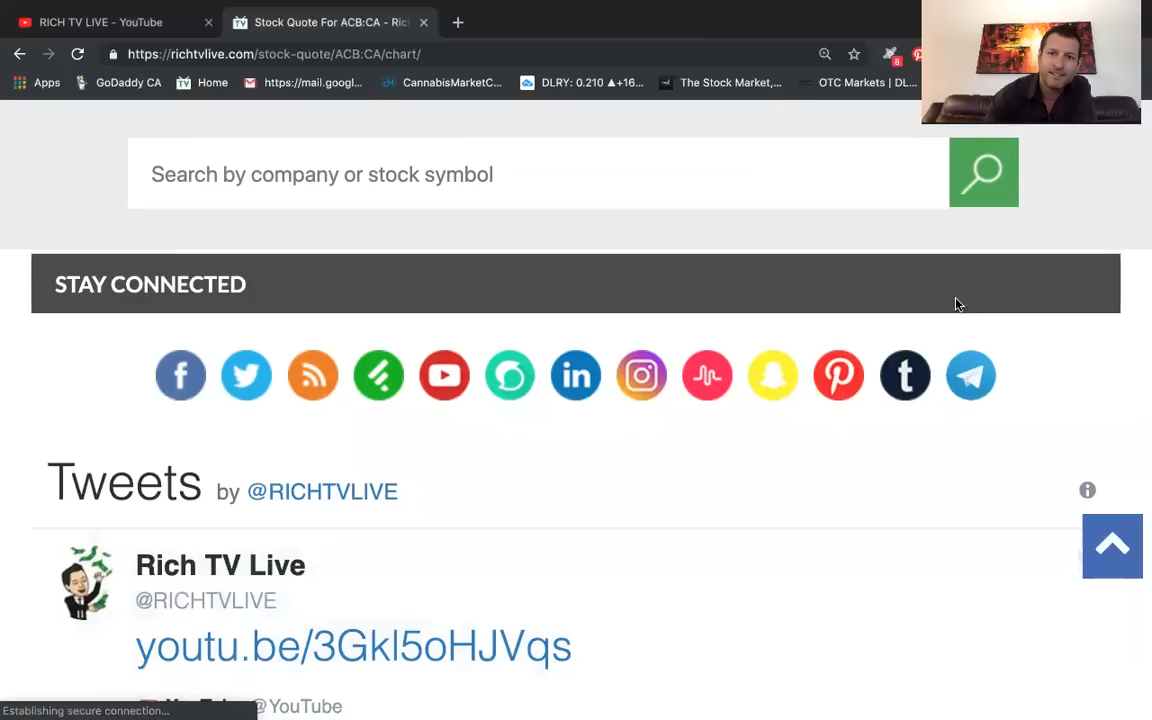 RICH TV LIVE - YouTube
Stock Quote For ACB:CA - Ric
https://richtvlive.com/stock-quote/ACB:CA/chart/
8
Apps GoDaddy CA Home https://mail.googl... CannabisMarketC... DLRY: 0.210 ▲+16... The Stock Market,... OTC Markets | DL...
Search by company or stock symbol
STAY CONNECTED
Tweets by @RICHTVLIVE
Rich TV Live
@RICHTVLIVE
youtu.be/3GkI5oHJVqs
@YouTube
Establishing secure connection...